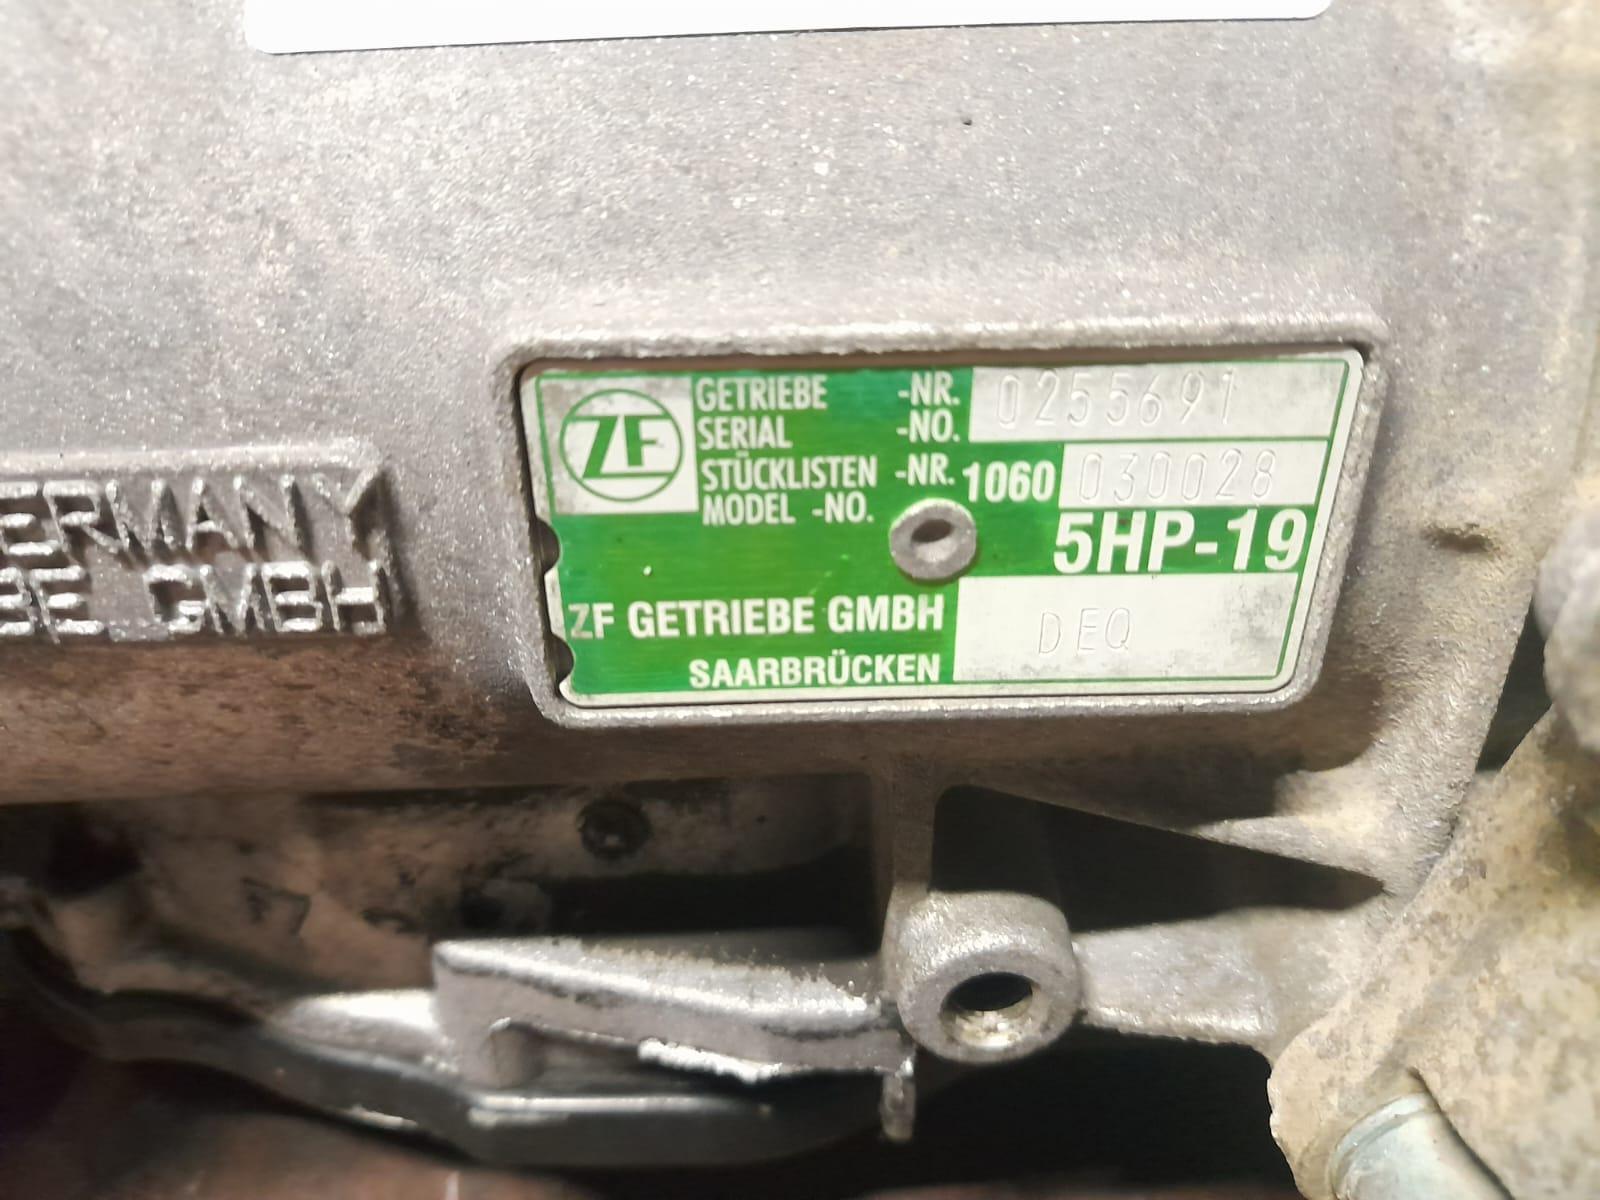 GETRIEBE -NR. 0255691
SERIAL -NO.
STÜCKLISTEN -NR. 1060 030028
MODEL -NO.
5HP-19
ZF
ZF GETRIEBE GMBH
DEQ
SAARBRÜCKEN
ERMANY
BE GMBH